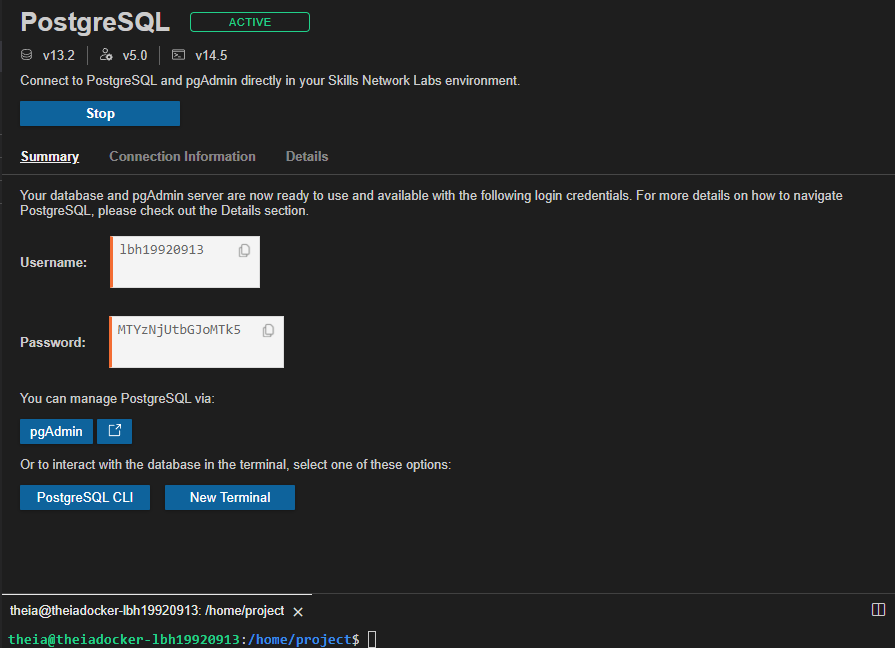 PostgreSQL ACTIVE
v13.2 v5.0 v14.5
Connect to PostgreSQL and pgAdmin directly in your Skills Network Labs environment.
Stop
Summary Connection Information Details
Your database and pgAdmin server are now ready to use and available with the following login credentials. For more details on how to navigate
PostgreSQL, please check out the Details section.
Username: lbh19920913
Password: MTYzNjUtbGJoMTk5
You can manage PostgreSQL via:
pgAdmin
Or to interact with the database in the terminal, select one of these options:
PostgreSQL CLI New Terminal
theia@theiadocker-lbh19920913: /home/project
theia@theiadocker-lbh19920913:/home/project$